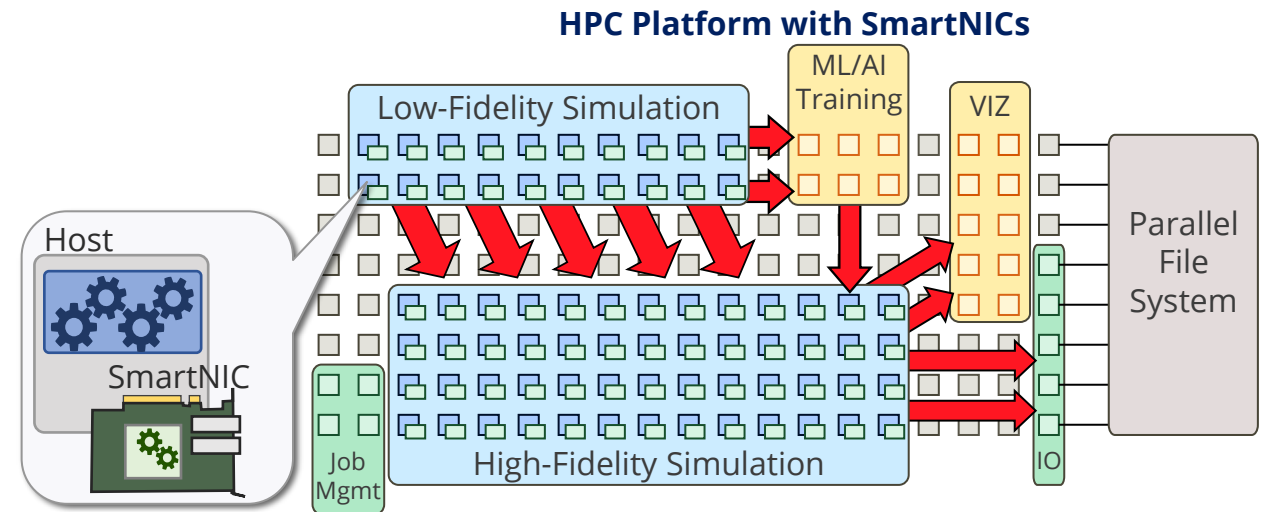 HPC Platform with SmartNICs
Low-Fidelity Simulation
ML/AI
Training
VIZ
Host
SmartNIC
Parallel
File
System
High-Fidelity Simulation
Job
Mgmt
IO